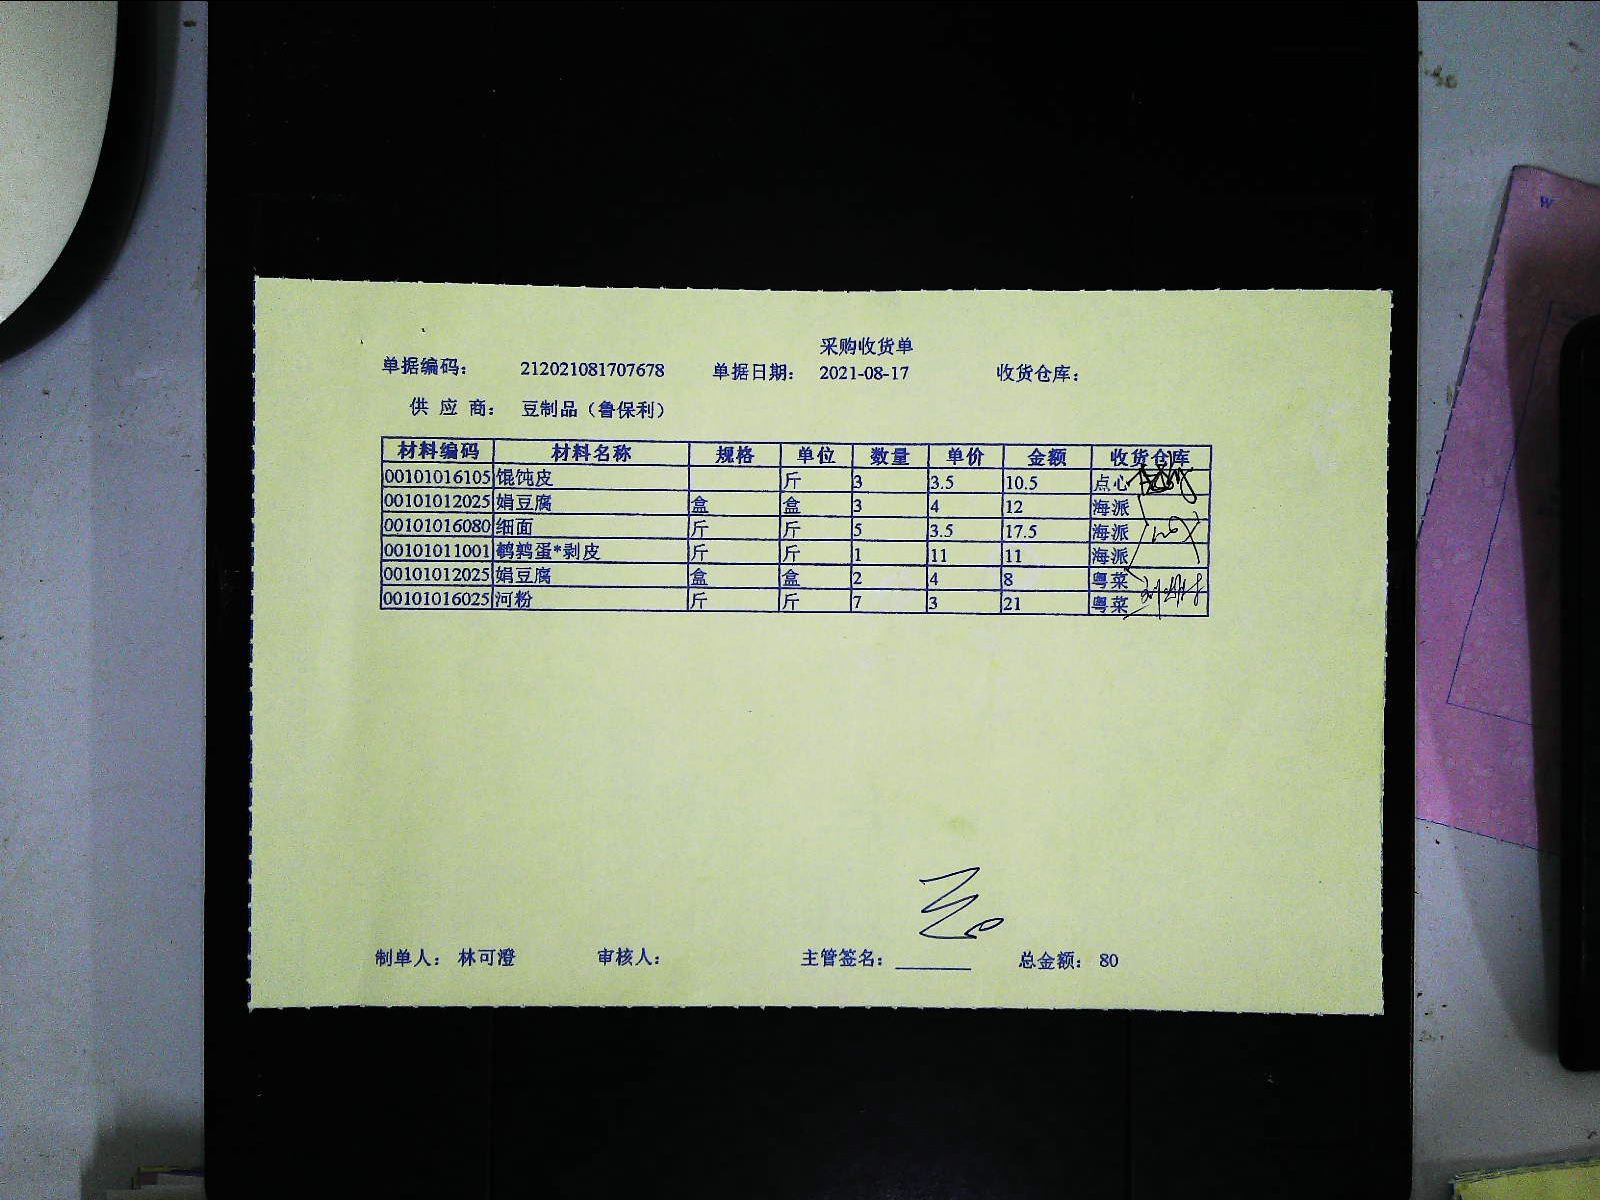 采购收货单
单据编码： 212021081707678 单据日期： 2021-08-17 收货仓库：
供 应 商： 豆制品（鲁保利）
材料编码 材料名称 规格 单位 数量 单价 金额 收货仓库
00101016105 馄饨皮 斤 3 3.5 10.5 点心
00101012025 娟豆腐 盒 盒 3 4 12 海派
00101016080 细面 斤 斤 5 3.5 17.5 海派
00101011001 鹌鹑蛋*剥皮 斤 斤 1 11 11 海派
00101012025 娟豆腐 盒 盒 2 4 8 粤菜
00101016025 河粉 斤 斤 7 3 21 粤菜
制单人： 林可澄 审核人： 主管签名： 总金额： 80
W